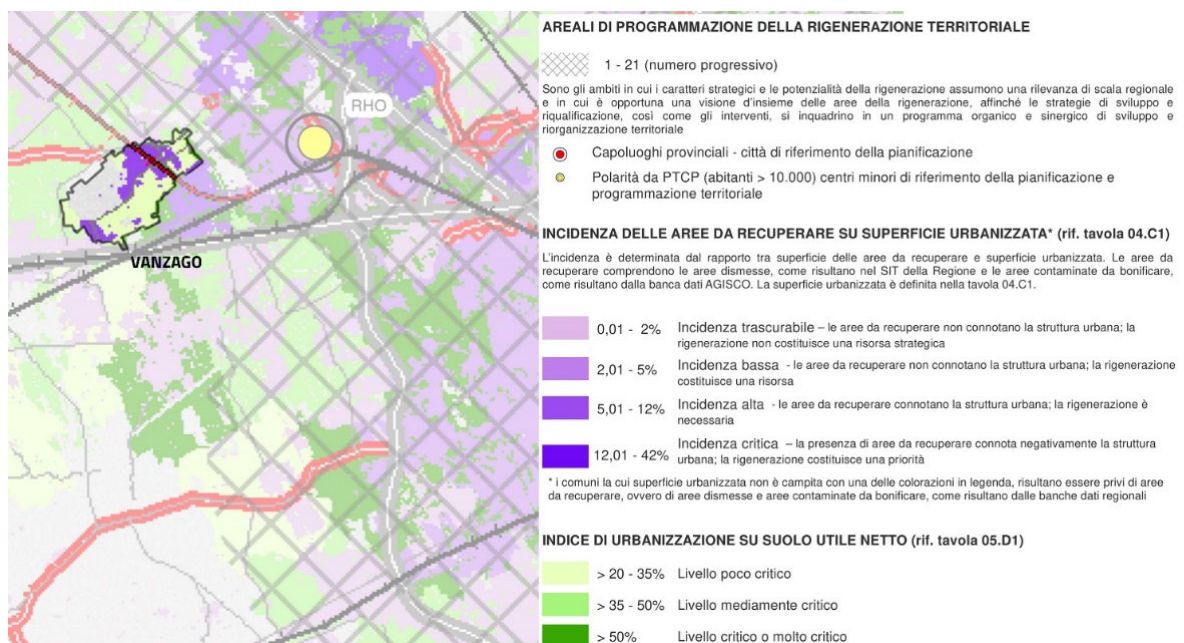 RHO
VANZAGO
AREALI DI PROGRAMMAZIONE DELLA RIGENERAZIONE TERRITORIALE
1 - 21 (numero progressivo)
Sono gli ambiti in cui i caratteri strategici e le potenzialità della rigenerazione assumono una rilevanza di scala regionale
e in cui è opportuna una visione d'insieme delle aree della rigenerazione, affinché le strategie di sviluppo e
riqualificazione, così come gli interventi, si inquadrino in un programma organico e sinergico di sviluppo e
riorganizzazione territoriale
Capoluoghi provinciali - città di riferimento della pianificazione
Polarità da PTCP (abitanti > 10.000) centri minori di riferimento della pianificazione e
programmazione territoriale
INCIDENZA DELLE AREE DA RECUPERARE SU SUPERFICIE URBANIZZATA* (rif. tavola 04.C1)
L'incidenza è determinata dal rapporto tra superficie delle aree da recuperare e superficie urbanizzata. Le aree da
recuperare comprendono le aree dismesse, come risultano nel SIT della Regione e le aree contaminate da bonificare,
come risultano dalla banca dati AGISCO. La superficie urbanizzata è definita nella tavola 04.C1.
0,01 - 2% Incidenza trascurabile – le aree da recuperare non connotano la struttura urbana; la
rigenerazione non costituisce una risorsa strategica
2,01 - 5% Incidenza bassa - le aree da recuperare non connotano la struttura urbana; la rigenerazione
costituisce una risorsa
5,01 - 12% Incidenza alta - le aree da recuperare connotano la struttura urbana; la rigenerazione è
necessaria
12,01 - 42% Incidenza critica – la presenza di aree da recuperare connota negativamente la struttura
urbana; la rigenerazione costituisce una priorità
* i comuni la cui superficie urbanizzata non è campita con una delle colorazioni in legenda, risultano essere privi di aree
da recuperare, ovvero di aree dismesse e aree contaminate da bonificare, come risultano dalle banche dati regionali
INDICE DI URBANIZZAZIONE SU SUOLO UTILE NETTO (rif. tavola 05.D1)
> 20 - 35% Livello poco critico
> 35 - 50% Livello mediamente critico
> 50% Livello critico o molto critico